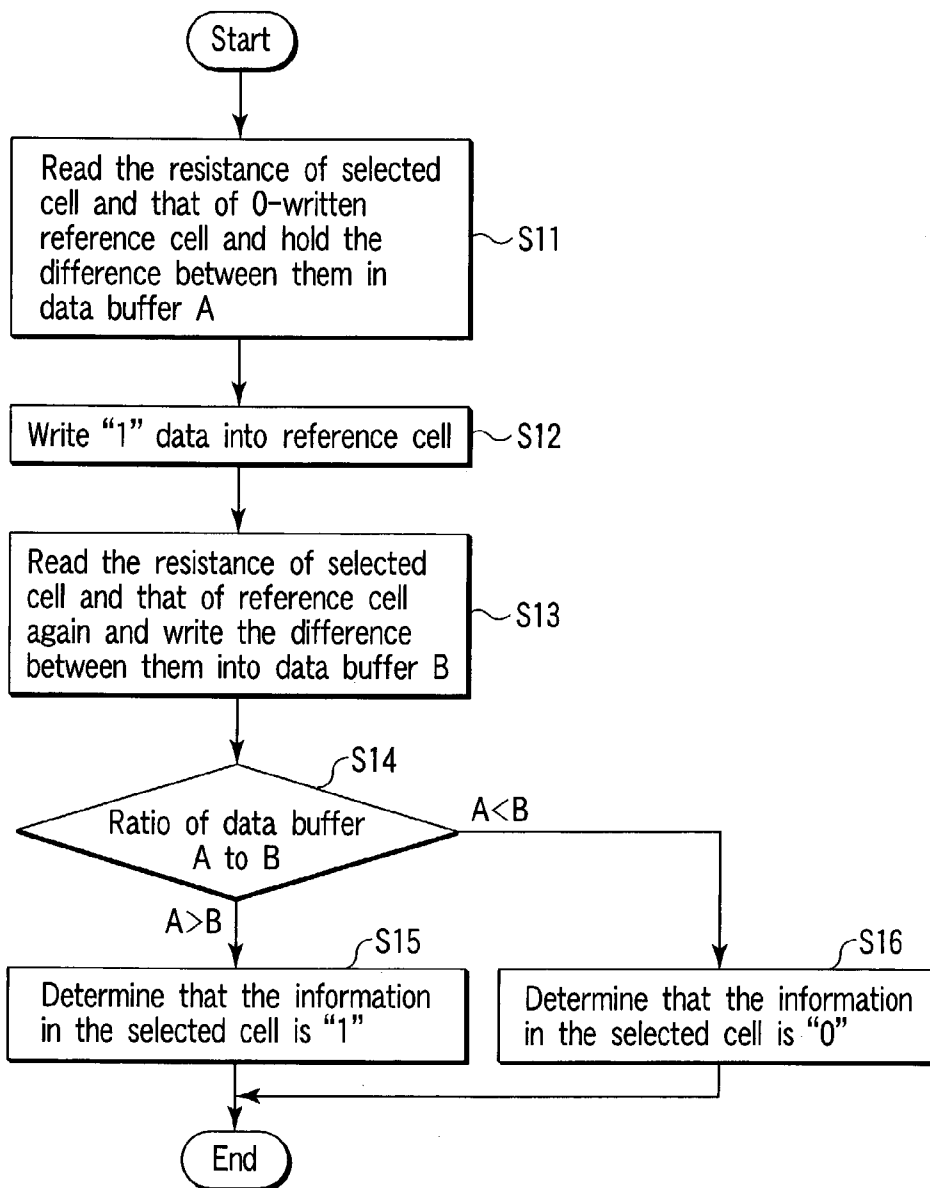 Start
Read the resistance of selected
cell and that of 0-written
reference cell and hold the
difference between them in
data buffer A
S11
Write “1” data into reference cell
S12
Read the resistance of selected
cell and that of reference cell
again and write the difference
between them into data buffer B
S13
S14
Ratio of data buffer
A to B
A<B
A>B
S15
Determine that the information
in the selected cell is “1”
S16
Determine that the information
in the selected cell is “0”
End